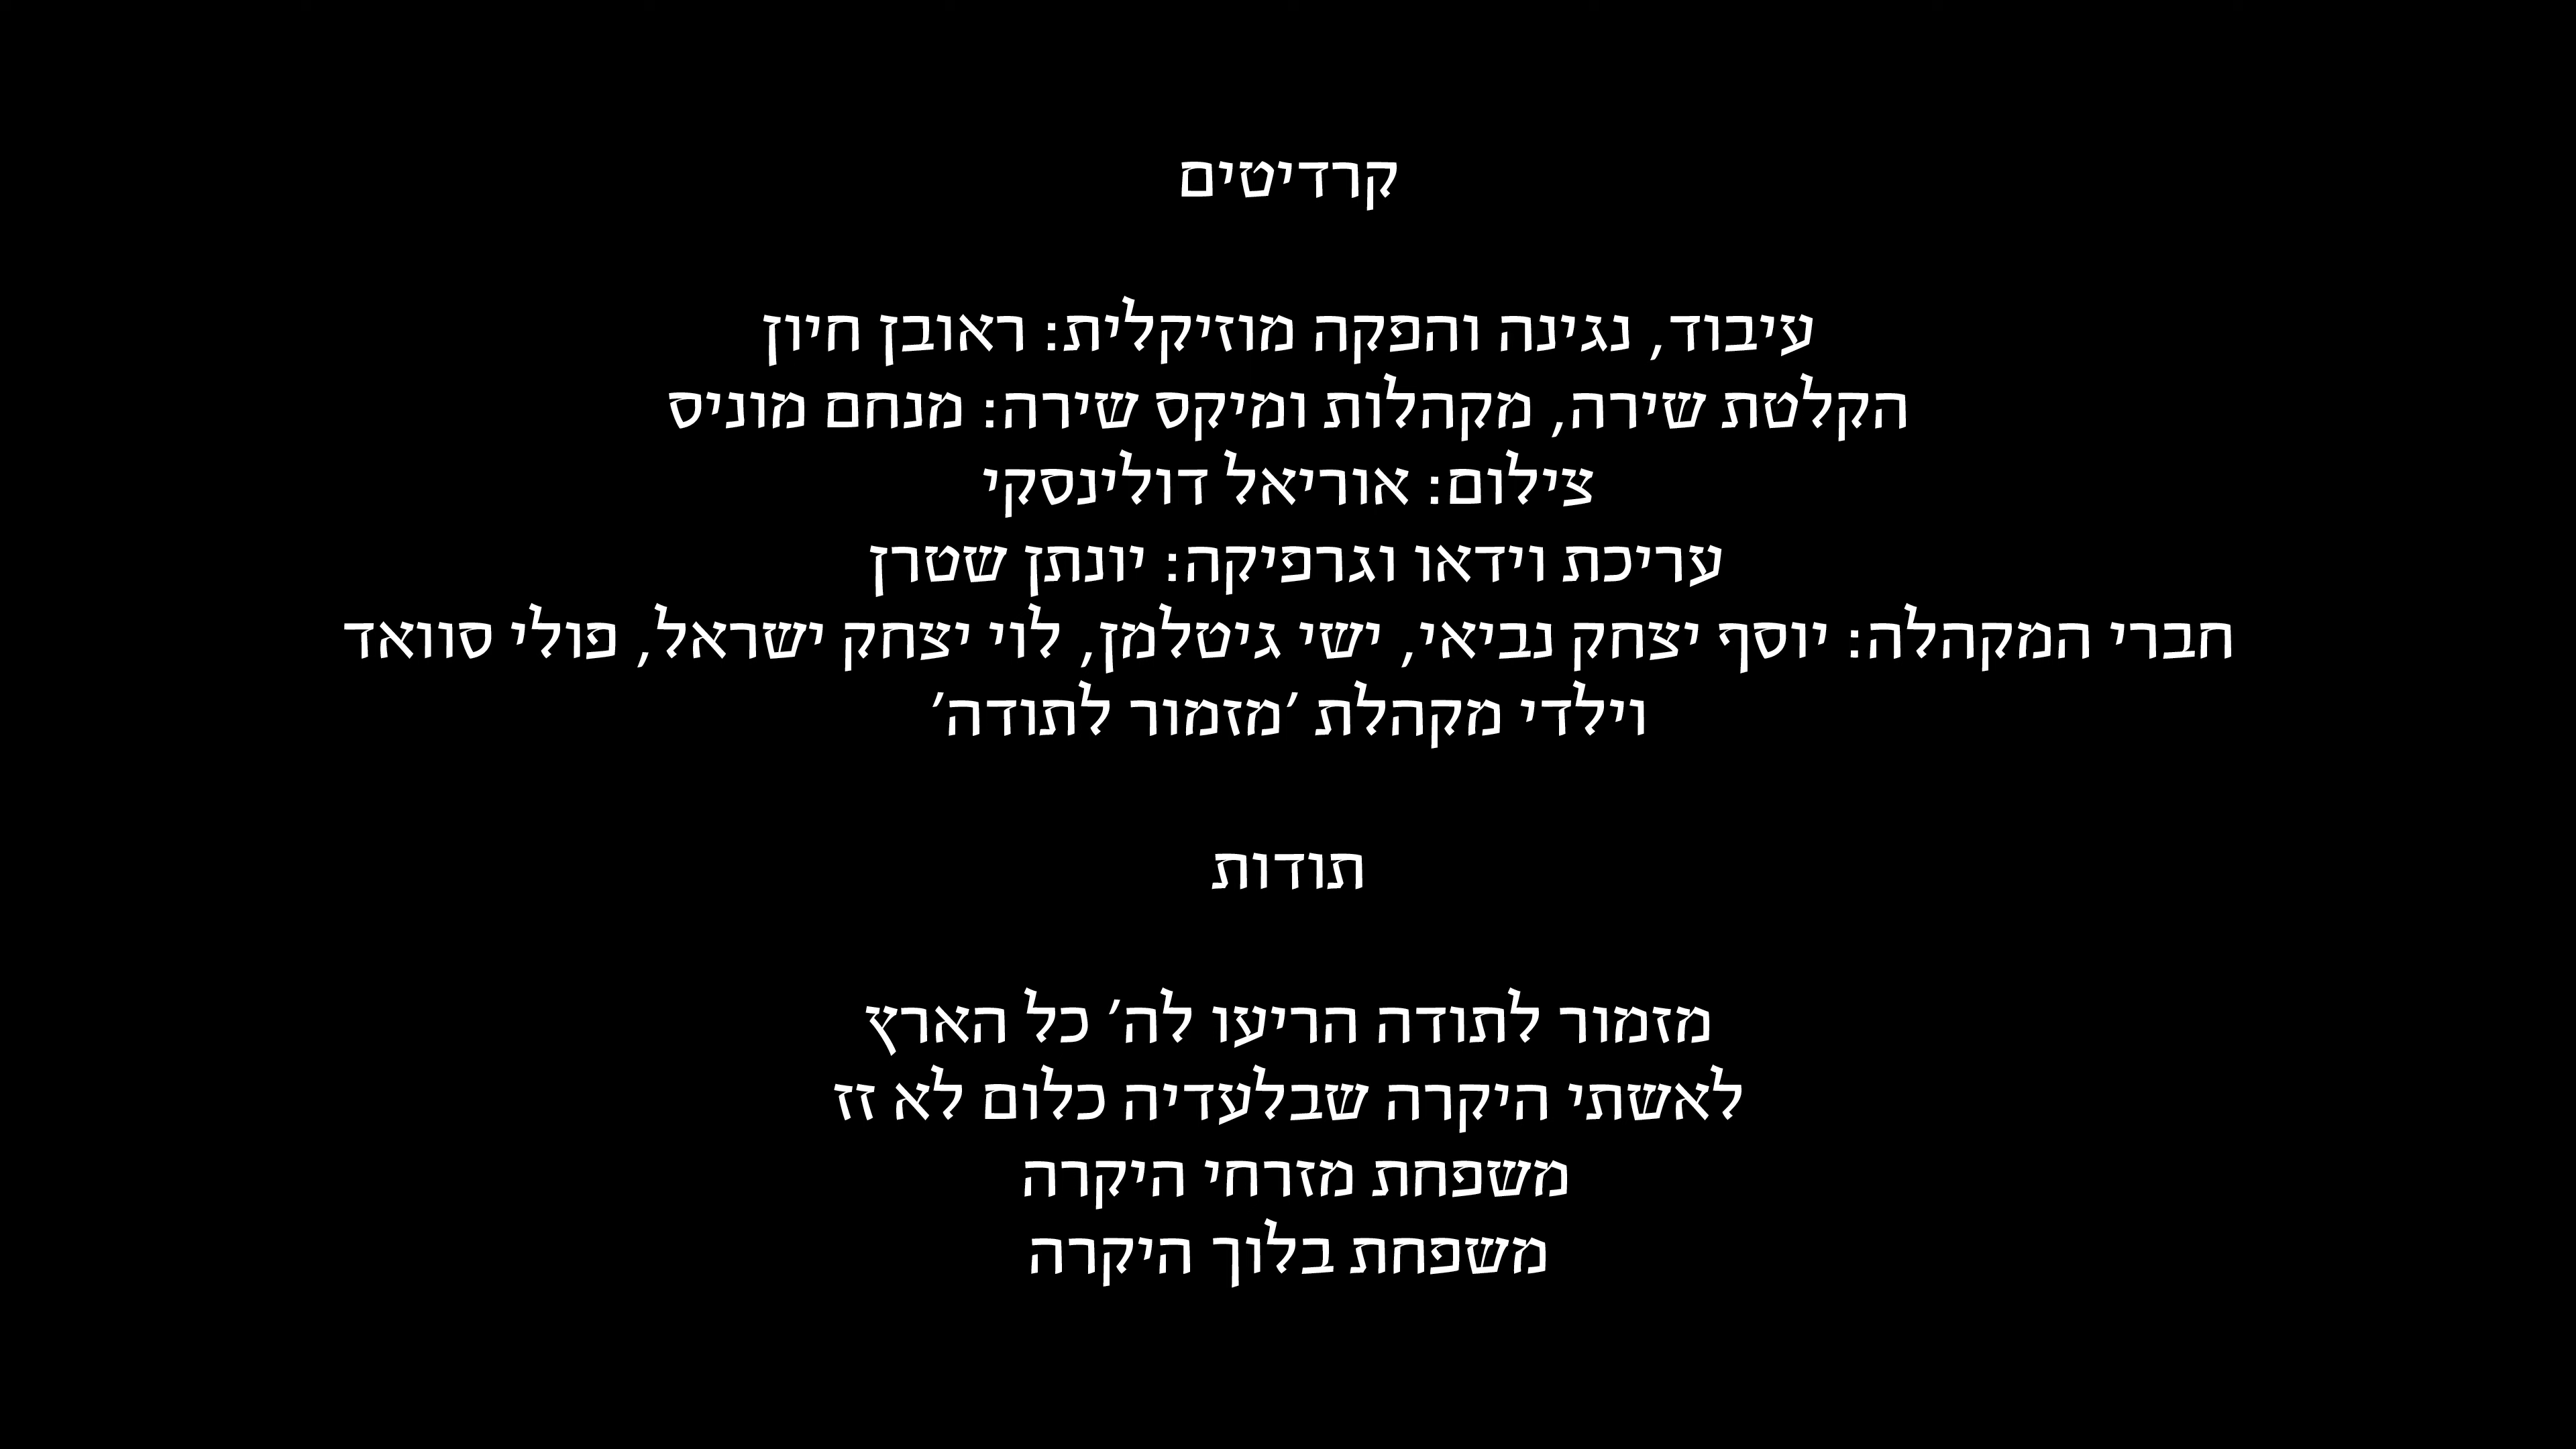 קרדיטים
עיבוד, נגינה והפקה מוזיקלית: ראובן חיון
הקלטת שירה, מקהלות ומיקס שירה: מנחם מוניס
צילום: אוריאל דולינסקי
עריכת וידאו וגרפיקה: יונתן שטרן
חברי המקהלה: יוסף יצחק נביאי, ישי גיטלמן, לוי יצחק ישראל, פולי סוואד
וילדי מקהלת 'מזמור לתודה'
תודות
מזמור לתודה הריעו לה' כל הארץ
לאשתי היקרה שבלעדיה כלום לא זז
משפחת מזרחי היקרה
משפחת בלוך היקרה